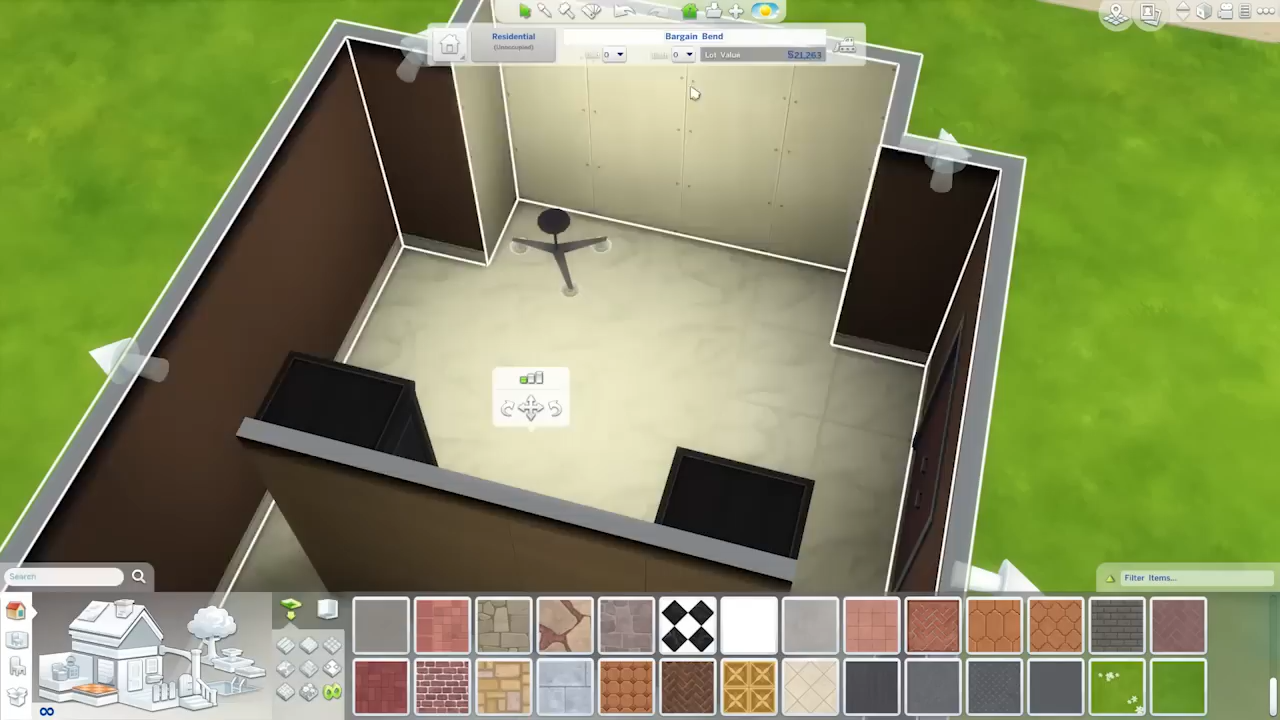 Residential
Bargain Bend
(Unoccupied)
0
0
Lot Value
§21,263
Search
Filter Items...